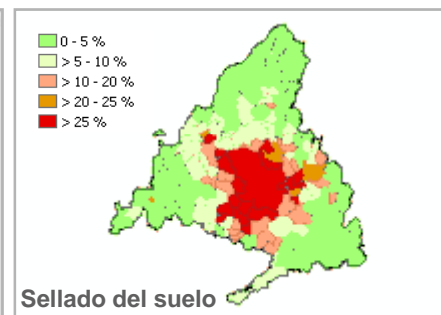 0 - 5 %
> 5 - 10 %
> 10 - 20 %
> 20 - 25 %
> 25 %
Sellado del suelo